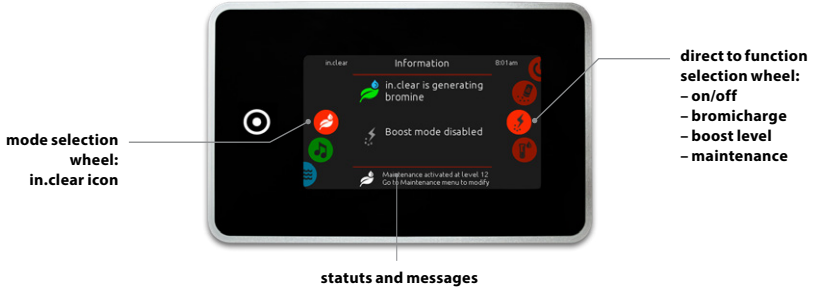 in.clear Information 8:01am
in.clear is generating
bromine
Boost mode disabled
Maintenance activated at level 12
Go to Maintenance menu to modify
mode selection
wheel:
in.clear icon
direct to function
selection wheel:
– on/off
– bromicharge
– boost level
– maintenance
statuts and messages